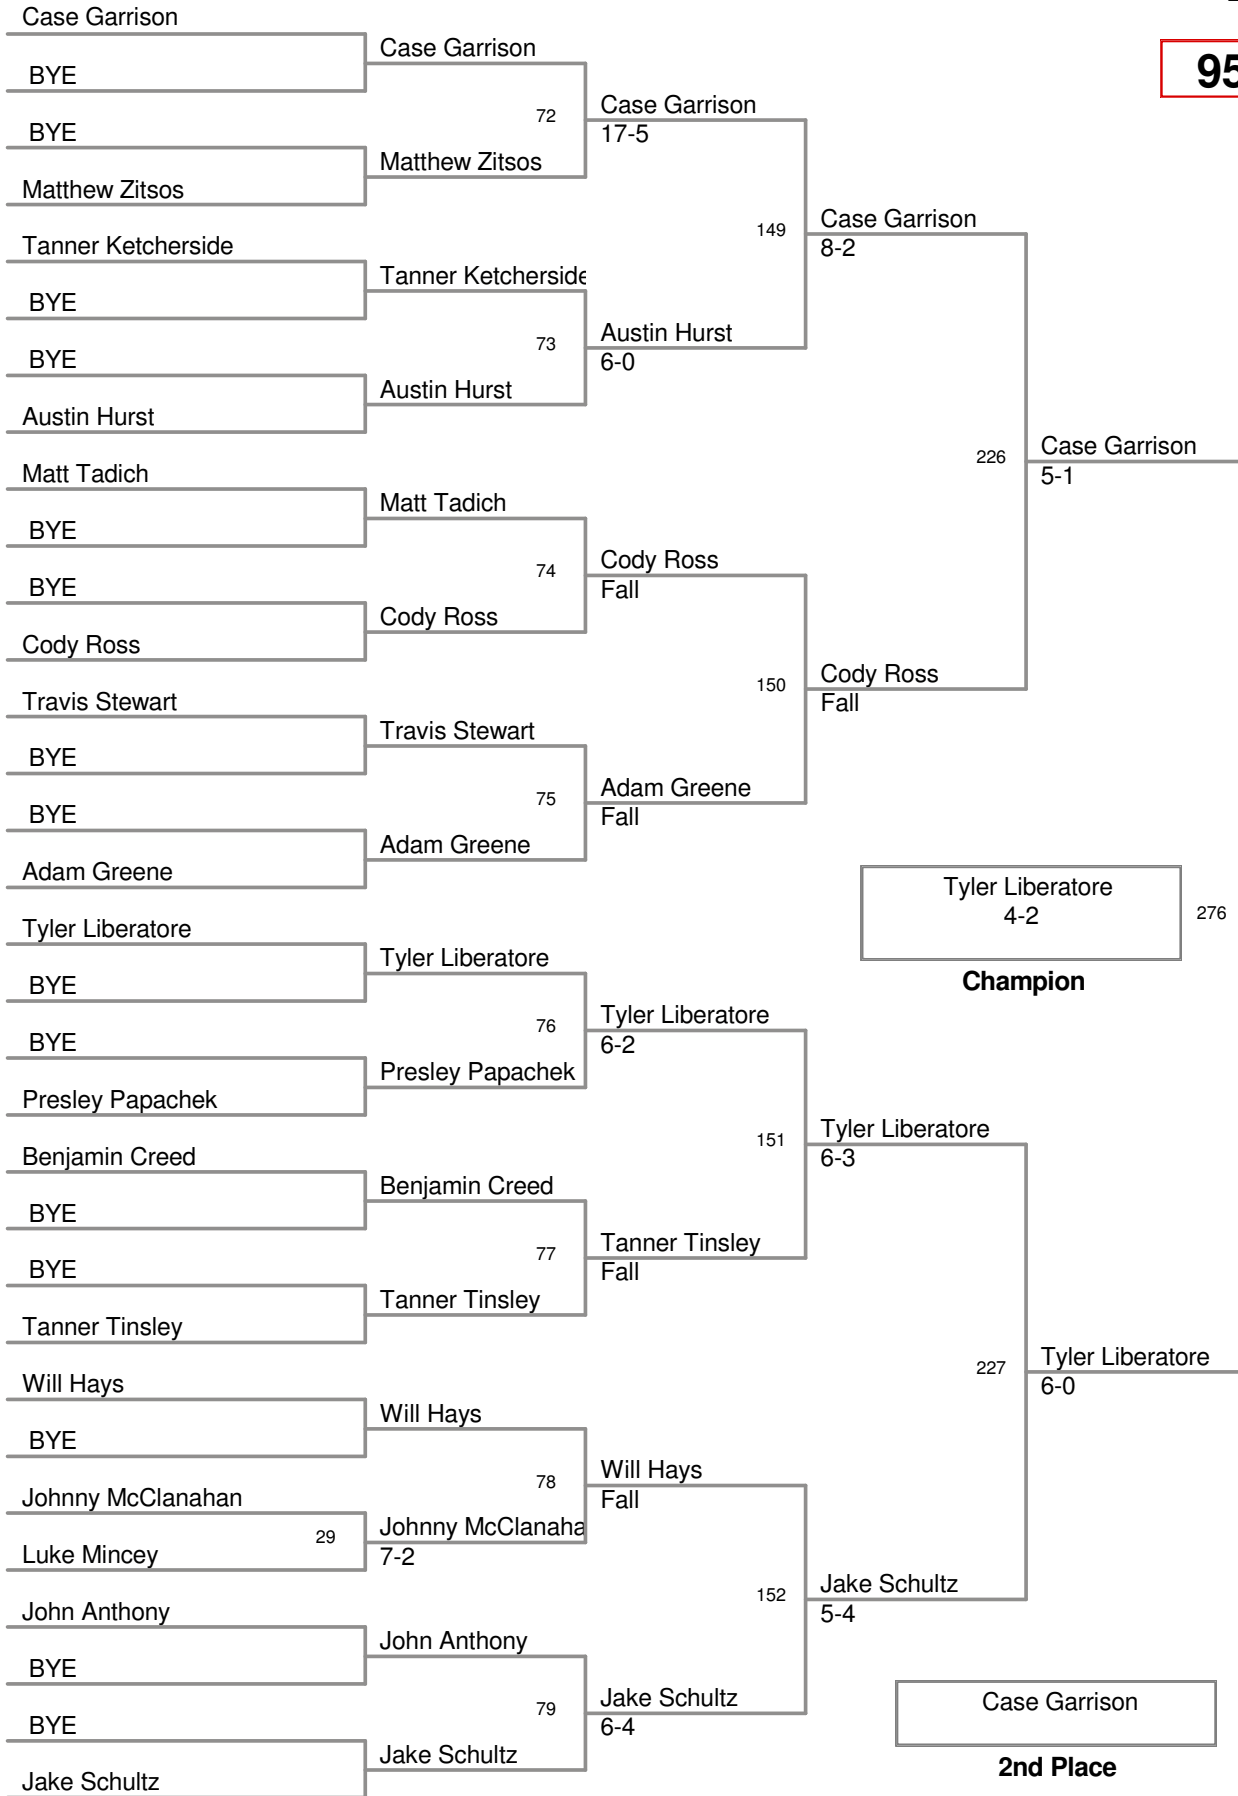 Case Garrison
BYE
BYE
Matthew Zitsos
Tanner Ketcherside
BYE
BYE
Austin Hurst
Matt Tadich
BYE
BYE
Cody Ross
Travis Stewart
BYE
BYE
Adam Greene
Tyler Liberatore
BYE
BYE
Presley Papachek
Benjamin Creed
BYE
BYE
Tanner Tinsley
Will Hays
BYE
Johnny McClanahan
Luke Mincey
John Anthony
BYE
BYE
Jake Schultz
29
Case Garrison
Matthew Zitsos
Tanner Ketcherside
Austin Hurst
Matt Tadich
Cody Ross
Travis Stewart
Adam Greene
Tyler Liberatore
Presley Papachek
Benjamin Creed
Tanner Tinsley
Will Hays
Johnny McClanaha
7-2
John Anthony
Jake Schultz
72
73
74
75
76
77
78
79
Case Garrison
17-5
Austin Hurst
6-0
Cody Ross
Fall
Adam Greene
Fall
Tyler Liberatore
6-2
Tanner Tinsley
Fall
Will Hays
Fall
Jake Schultz
6-4
149
150
151
152
Case Garrison
8-2
Cody Ross
Fall
Tyler Liberatore
6-3
Jake Schultz
5-4
226
227
Case Garrison
5-1
Tyler Liberatore
6-0
95
Tyler Liberatore
4-2
276
Champion
Case Garrison
2nd Place